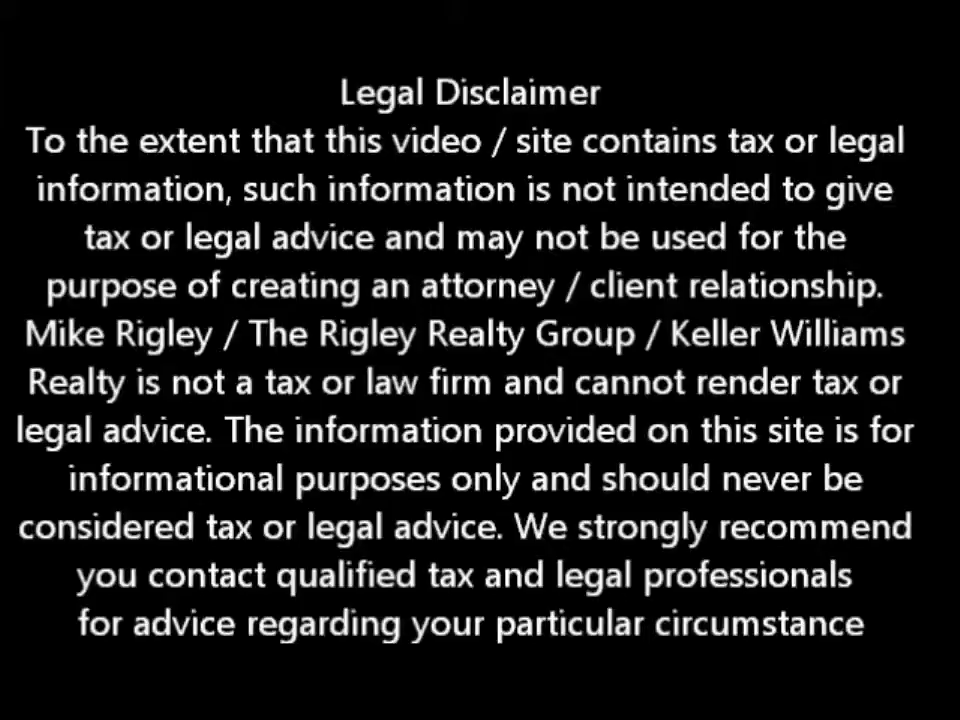 Legal Disclaimer
To the extent that this video / site contains tax or legal
information, such information is not intended to give
tax or legal advice and may not be used for the
purpose of creating an attorney / client relationship.
Mike Rigley / The Rigley Realty Group / Keller Williams
Realty is not a tax or law firm and cannot render tax or
legal advice. The information provided on this site is for
informational purposes only and should never be
considered tax or legal advice. We strongly recommend
you contact qualified tax and legal professionals
for advice regarding your particular circumstance